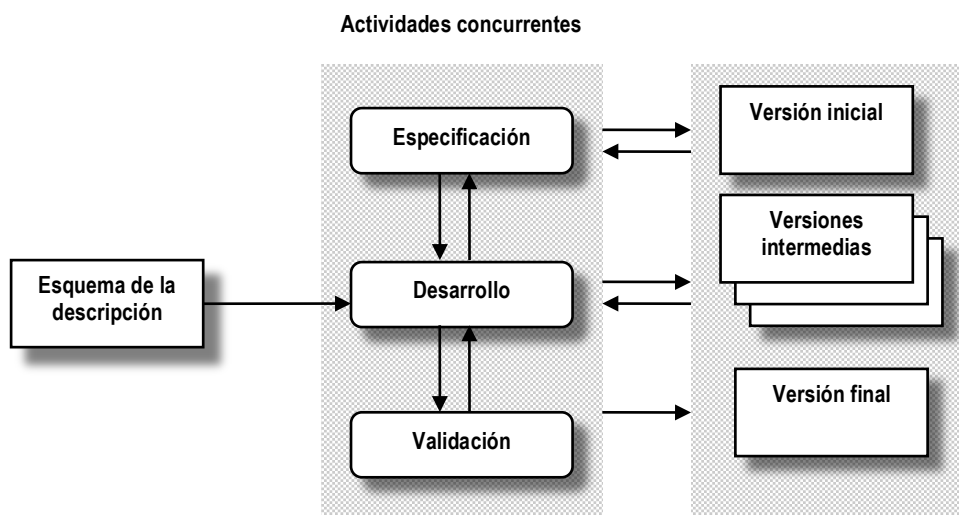 Actividades concurrentes
Especificación
Versión inicial
Versiones
intermedias
Esquema de la
descripción
Desarrollo
Versión final
Validación